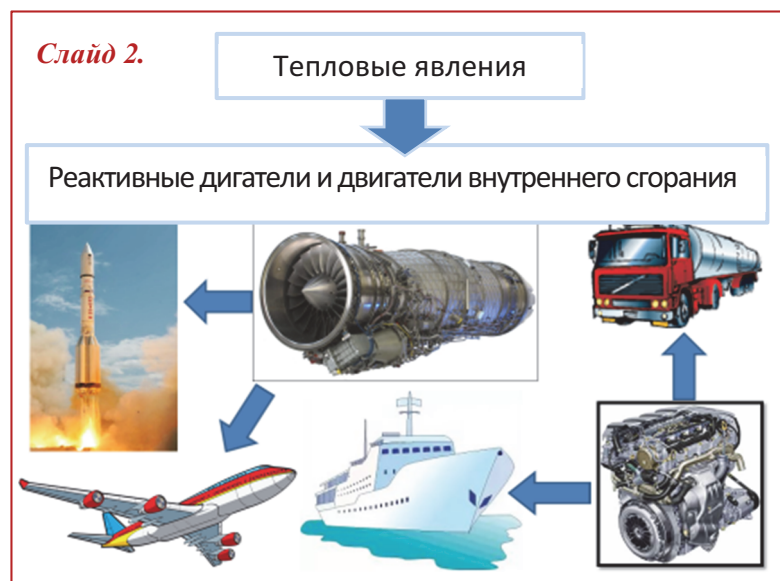 Слайд 2.
Тепловые явления
Реактивные дигатели и двигатели внутреннего сгорания